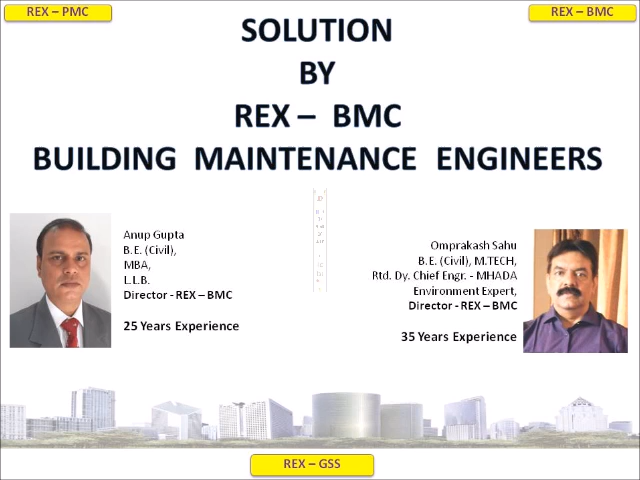 REX – PMC
REX – BMC
SOLUTION
BY
REX – BMC
BUILDING MAINTENANCE ENGINEERS
Anup Gupta
B.E. (Civil),
MBA,
L.L.B.
Director - REX – BMC
25 Years Experience
Omprakash Sahu
B.E. (Civil), M.TECH,
Rtd. Dy. Chief Engr. - MHADA
Environment Expert,
Director - REX – BMC
35 Years Experience
REX – GSS